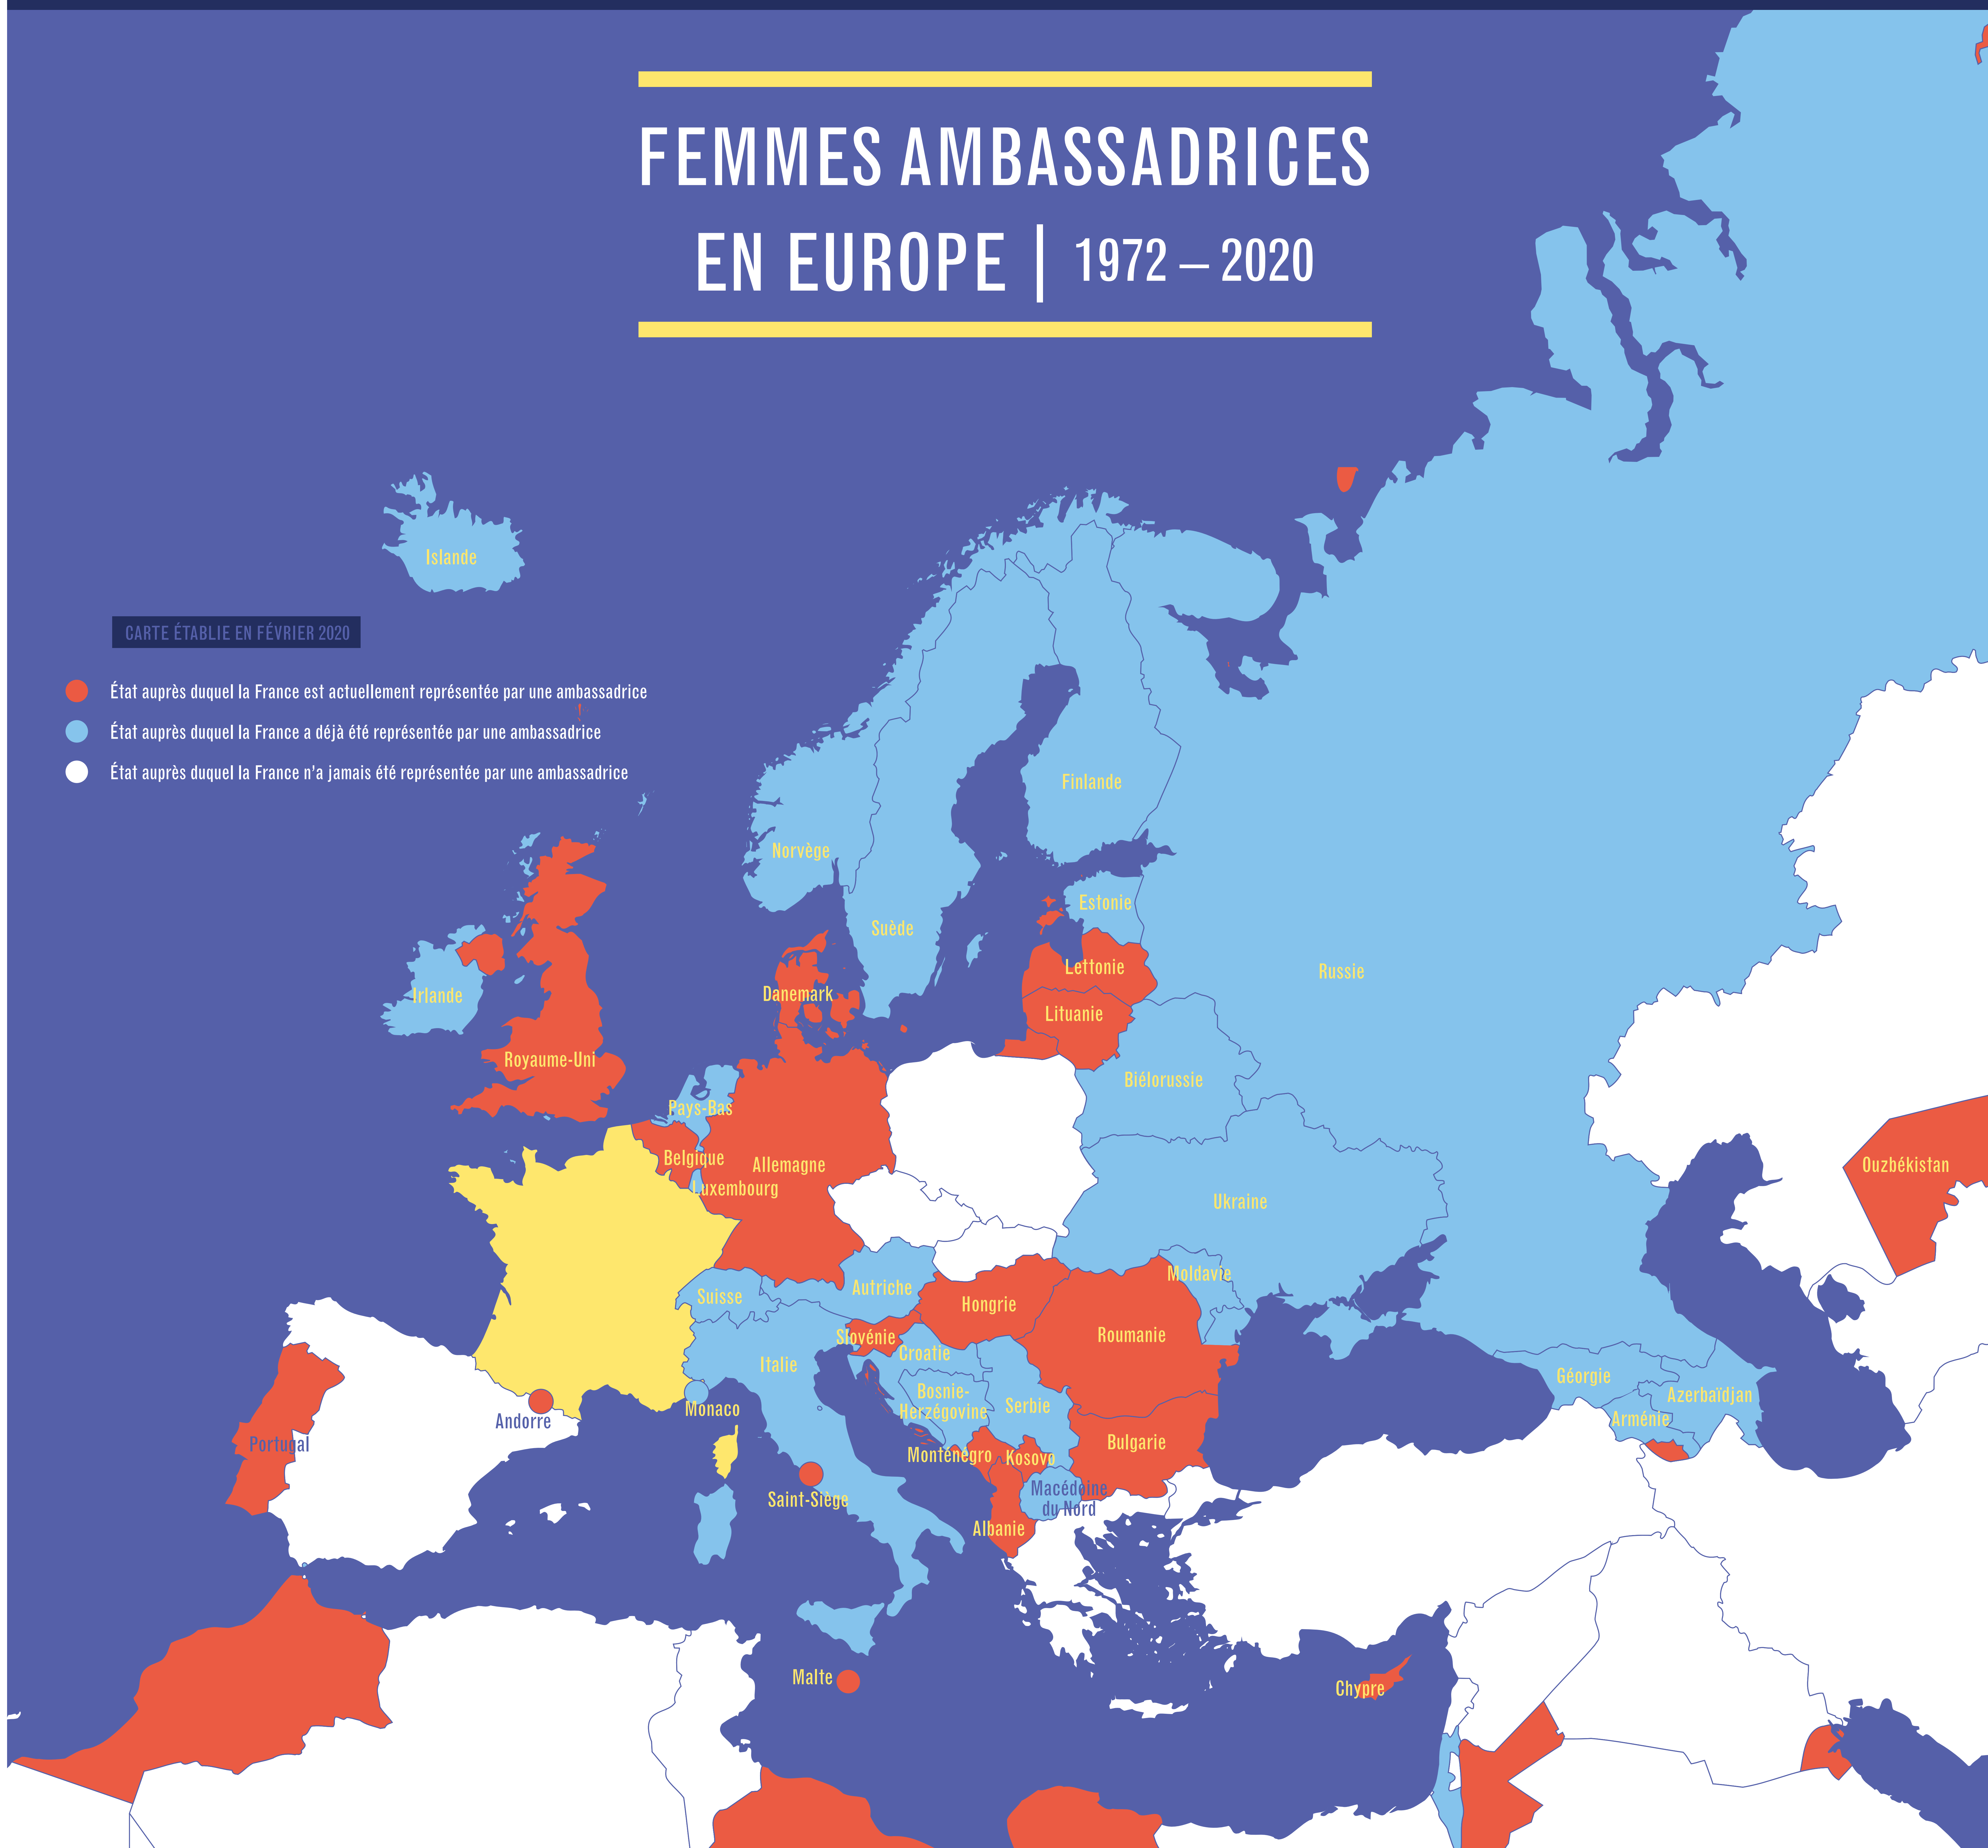 FEMMES AMBASSADRICES
EN EUROPE | 1972 – 2020
Islande
CARTE ÉTABLIE EN FÉVRIER 2020
État auprès duquel la France est actuellement représentée par une ambassadrice
État auprès duquel la France a déjà été représentée par une ambassadrice
État auprès duquel la France n'a jamais été représentée par une ambassadrice
Finlande
Norvège
Estonie
Suède
Lettonie
Russie
Danemark
Irlande
Lituanie
Royaume-Uni
Biélorussie
Pays-Bas
Belgique
Allemagne
Ouzbékistan
Luxembourg
Ukraine
Moldavie
Autriche
Suisse
Hongrie
Roumanie
Slovénie
Croatie
Italie
Géorgie
Bosnie-
Herzégovine
Azerbaïdjan
Serbie
Monaco
Andorre
Arménie
Portugal
Bulgarie
Monténégro
Kosovo
Macédoine
du Nord
Saint-Siège
Albanie
Malte
Chypre